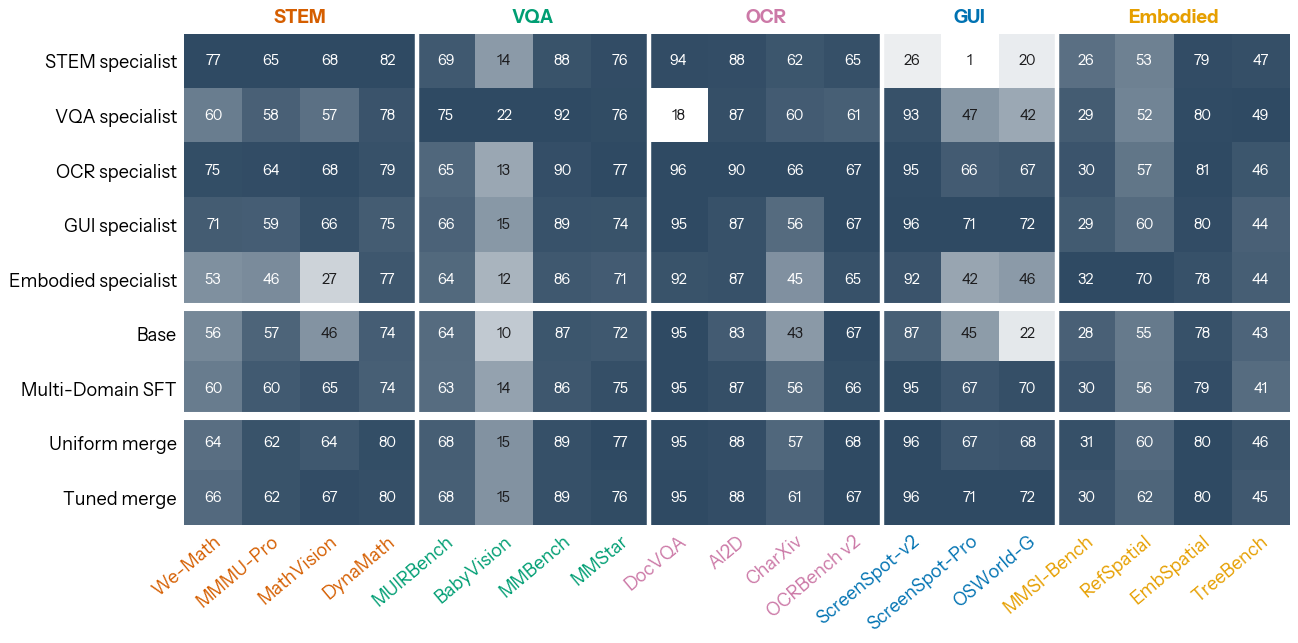 STEM VQA OCR GUI Embodied
STEM specialist 77 65 68 82 69 14 88 76 94 88 62 65 26 1 20 26 53 79 47
VQA specialist 60 58 57 78 75 22 92 76 18 87 60 61 93 47 42 29 52 80 49
OCR specialist 75 64 68 79 65 13 90 77 96 90 66 67 95 66 67 30 57 81 46
GUI specialist 71 59 66 75 66 15 89 74 95 87 56 67 96 71 72 29 60 80 44
Embodied specialist 53 46 27 77 64 12 86 71 92 87 45 65 92 42 46 32 70 78 44
Base 56 57 46 74 64 10 87 72 95 83 43 67 87 45 22 28 55 78 43
Multi-Domain SFT 60 60 65 74 63 14 86 75 95 87 56 66 95 67 70 30 56 79 41
Uniform merge 64 62 64 80 68 15 89 77 95 88 57 68 96 67 68 31 60 80 46
Tuned merge 66 62 67 80 68 15 89 76 95 88 61 67 96 71 72 30 62 80 45
We-Math MMMU-Pro MathVision DynaMath MUIRBench BabyVision MMBench MMStar DocVQA AI2D CharXiv OCRBench v2 ScreenSpot-v2 ScreenSpot-Pro OSWorld-G MMSI-Bench RefSpatial EmbSpatial TreeBench